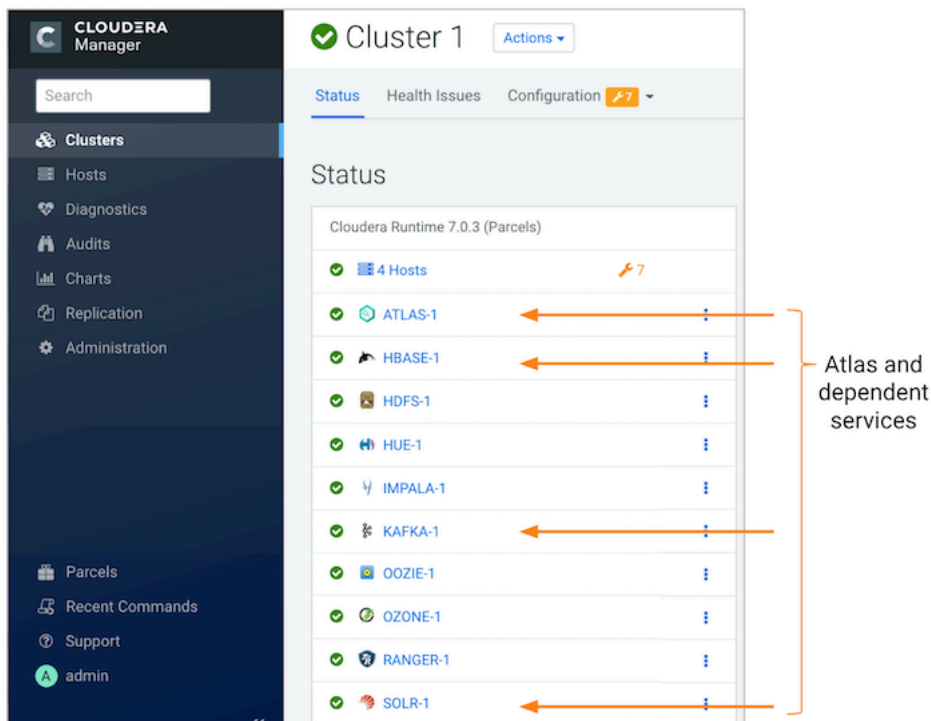 CLOUDERA
Manager
Search
Clusters
Hosts
Diagnostics
Audits
Charts
Replication
Administration
Parcels
Recent Commands
Support
A admin
Cluster 1 Actions
Status Health Issues Configuration 7
Status
Cloudera Runtime 7.0.3 (Parcels)
4 Hosts 7
ATLAS-1
HBASE-1
HDFS-1
HUE-1
IMPALA-1
KAFKA-1
OOZIE-1
OZONE-1
RANGER-1
SOLR-1
Atlas and
dependent
services